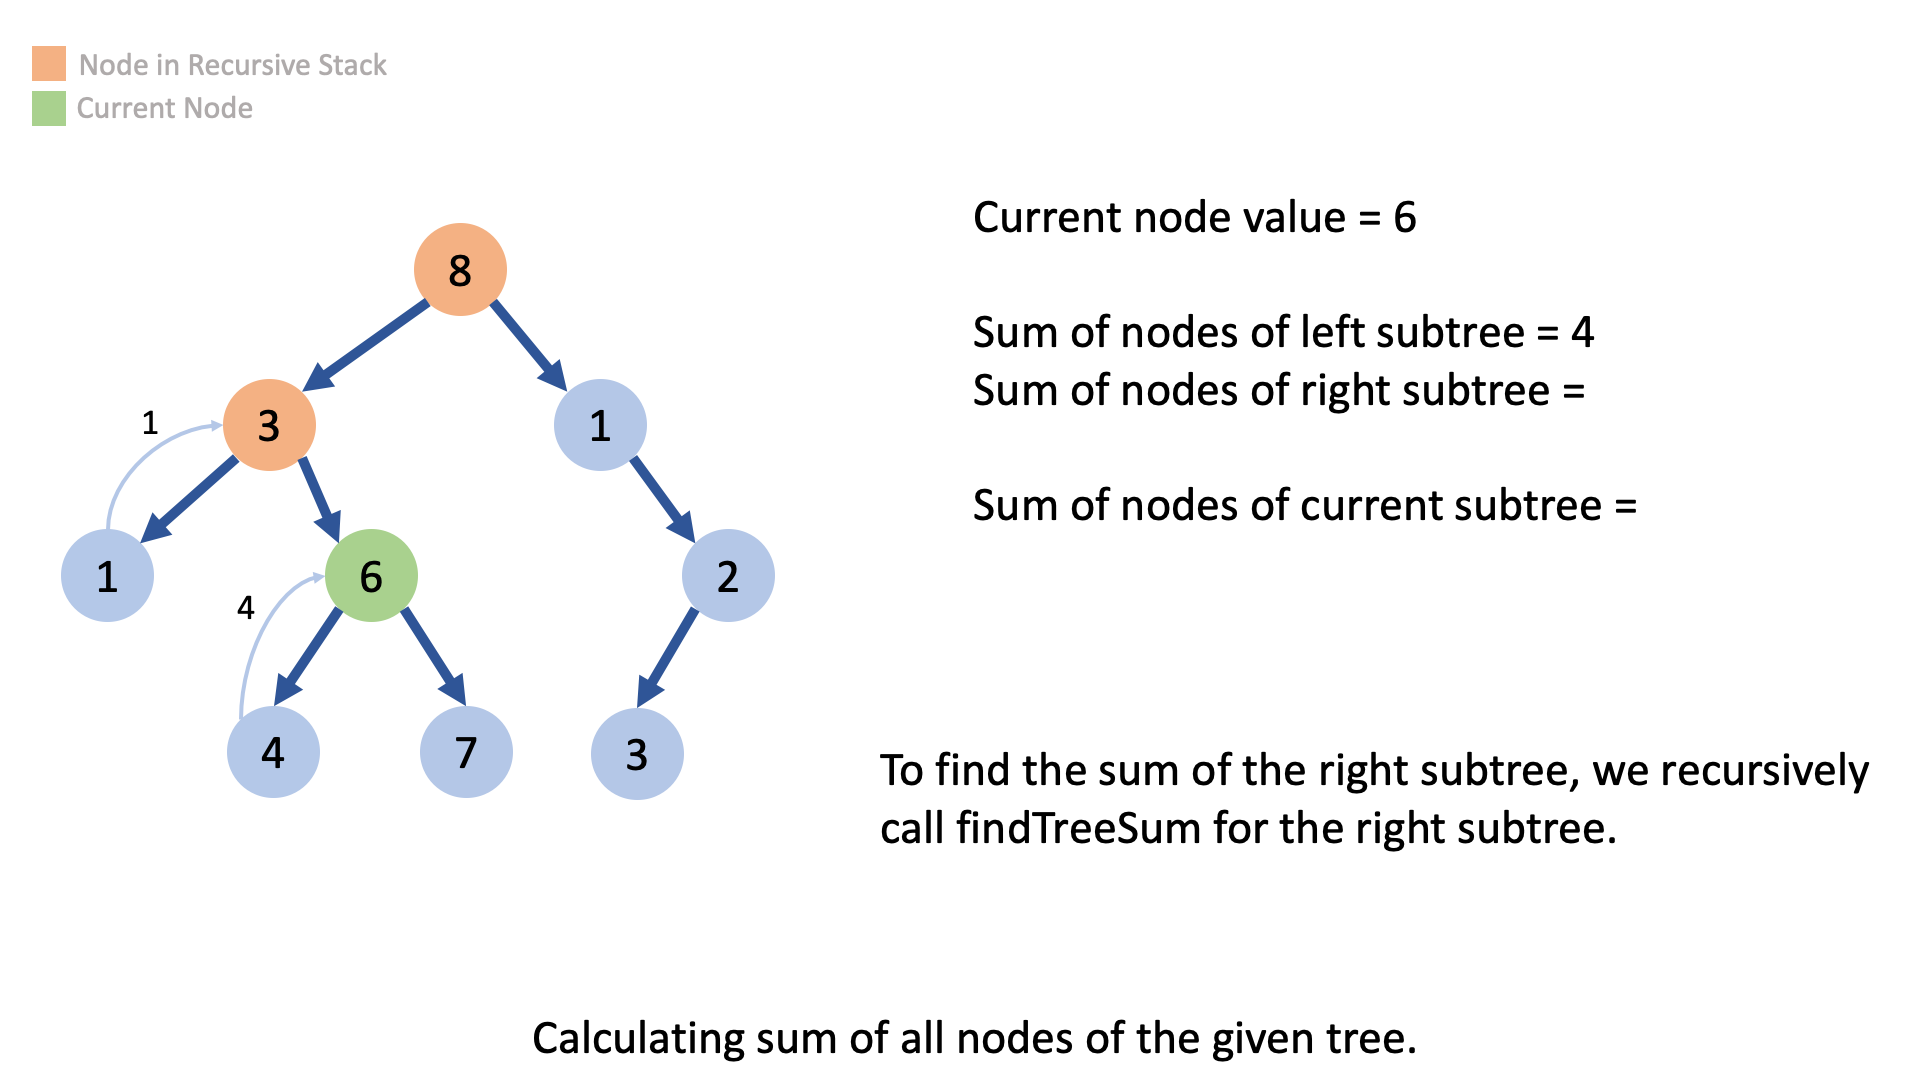 Node in Recursive Stack
Current Node
Current node value = 6
Sum of nodes of left subtree = 4
Sum of nodes of right subtree =
Sum of nodes of current subtree =
8
1
3
1
1
6
2
4
4
7
3
To find the sum of the right subtree, we recursively
call findTreeSum for the right subtree.
Calculating sum of all nodes of the given tree.